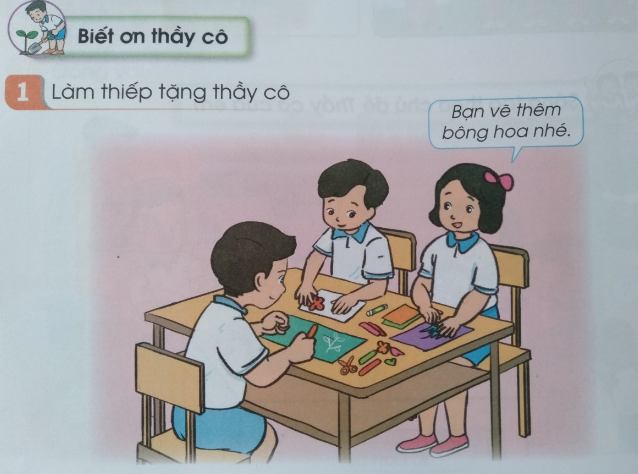 Biết ơn thầy cô
1 Làm thiếp tặng thầy cô
Bạn vẽ thêm
bông hoa nhé.